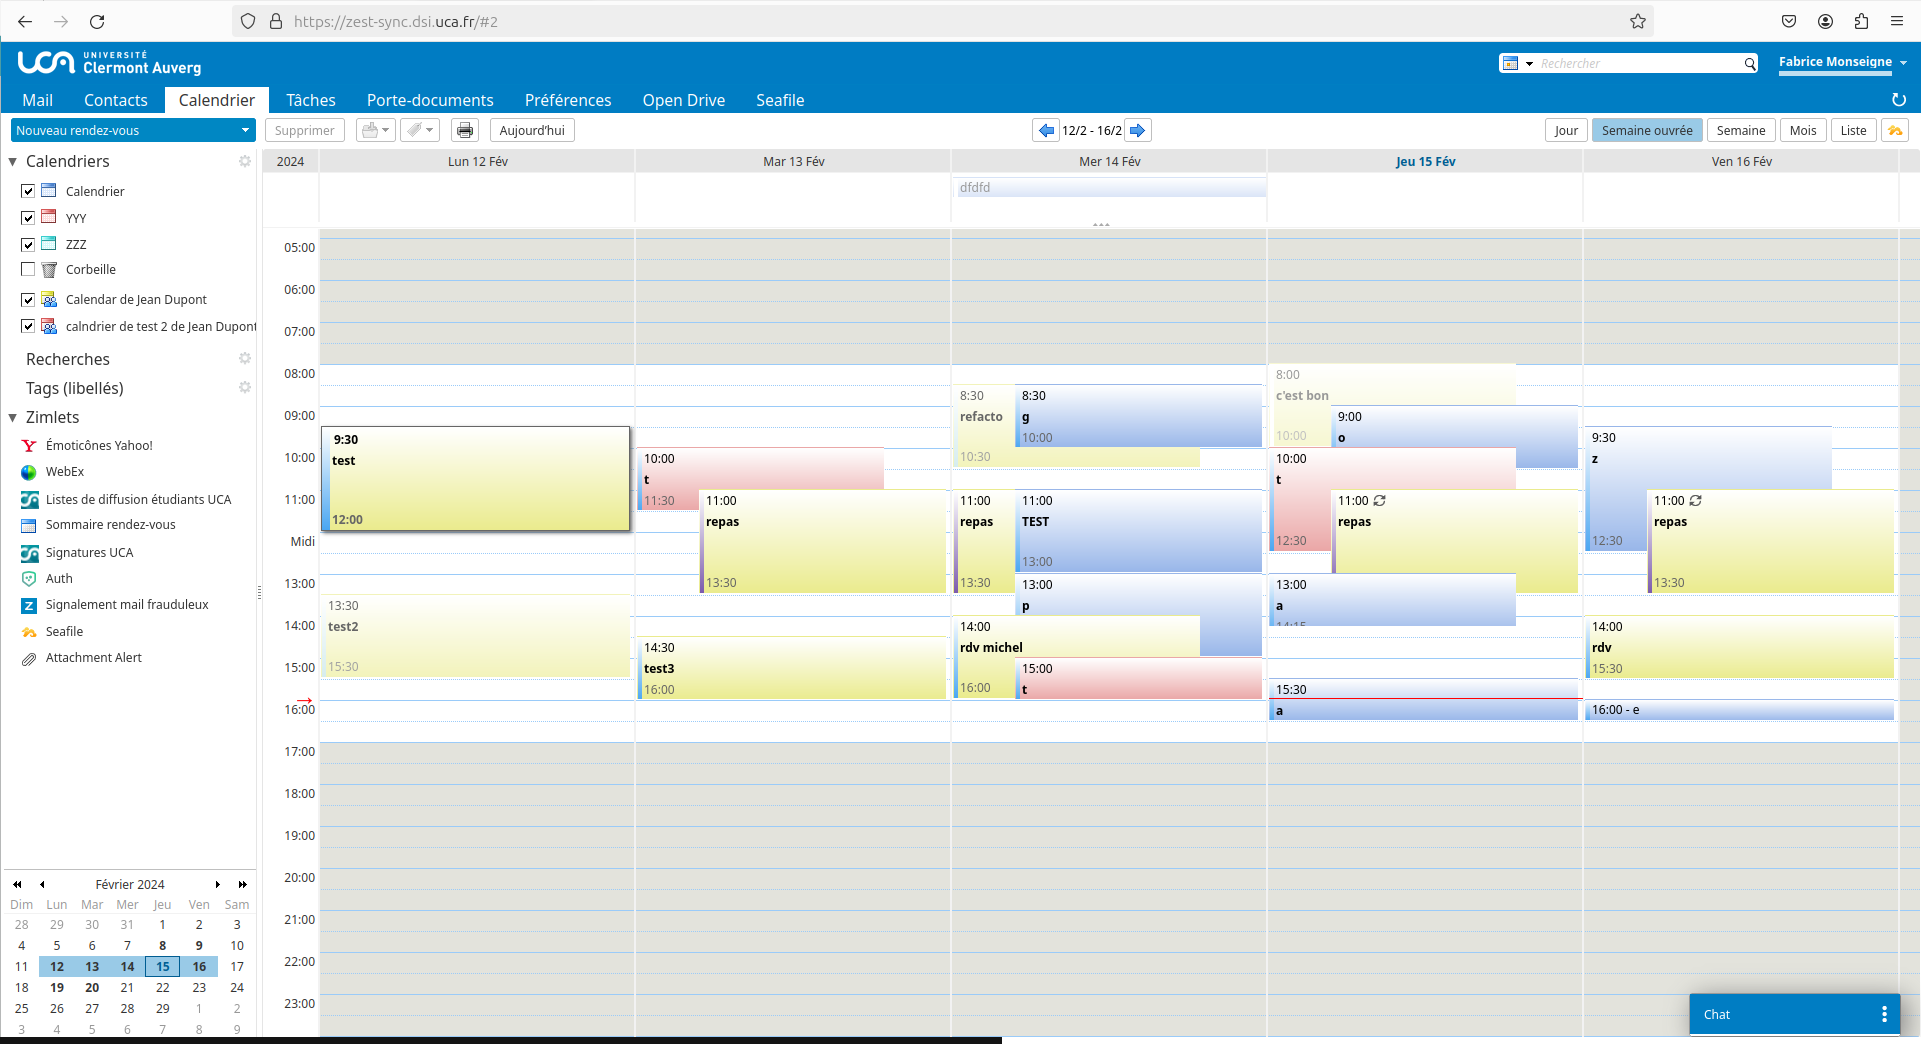 https://zest-sync.dsi.uca.fr/#2
UCA UNIVERSITÉ
Clermont Auverg
Rechercher
Fabrice Monseigne
Mail Contacts Calendrier Tâches Porte-documents Préférences Open Drive Seafile
Nouveau rendez-vous Supprimer Aujourd'hui 12/2 - 16/2 Jour Semaine ouvrée Semaine Mois Liste
Calendriers
Calendrier
YYY
ZZZ
Corbeille
Calendar de Jean Dupont
calndrier de test 2 de Jean Dupont
Recherches
Tags (libellés)
Zimlets
Émoticônes Yahoo!
WebEx
Listes de diffusion étudiants UCA
Sommaire rendez-vous
Signatures UCA
Auth
Signalement mail frauduleux
Seafile
Attachment Alert
Février 2024
Dim Lun Mar Mer Jeu Ven Sam
28 29 30 31 1 2 3
4 5 6 7 8 9 10
11 12 13 14 15 16 17
18 19 20 21 22 23 24
25 26 27 28 29 1 2
3 4 5 6 7 8 9
2024 Lun 12 Fév Mar 13 Fév Mer 14 Fév Jeu 15 Fév Ven 16 Fév
dfdfd
05:00
06:00
07:00
08:00
09:00
10:00
11:00
Midi
13:00
14:00
15:00
16:00
17:00
18:00
19:00
20:00
21:00
22:00
23:00
9:30
test
12:00
13:30
test2
15:30
10:00
t
11:30
11:00
repas
13:30
14:30
test3
16:00
8:30
refacto
10:30
8:30
g
10:00
11:00
repas
13:30
11:00
TEST
13:00
13:00
p
14:00
rdv michel
16:00
15:00
t
8:00
c'est bon
10:00
9:00
o
10:00
t
12:30
11:00
repas
13:00
a
14:15
15:30
a
9:30
z
12:30
11:00
repas
13:30
14:00
rdv
15:30
16:00 - e
Chat